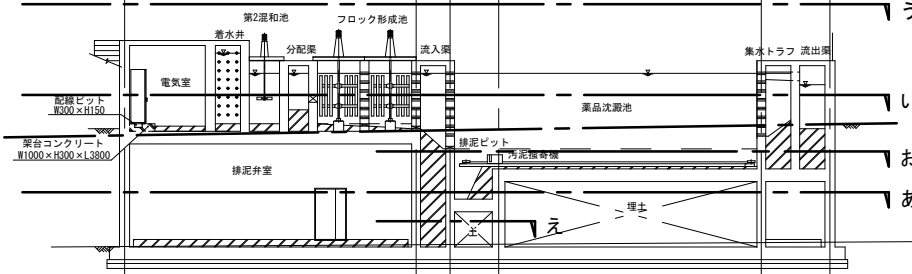 う
第2混和池
フロック形成池
着水井
分配渠
流入渠
集水トラフ
流出渠
電気室
配線ピット
W300×H150
い
薬品沈澱池
架台コンクリート
W1000×H300×L3800
排泥ピット
汚泥掻寄機
お
排泥弁室
あ
埋土
え
土